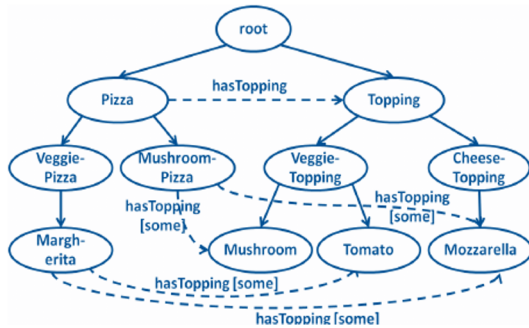 root
hasTopping
Pizza
Topping
Veggie-
Pizza
Mushroom-
Pizza
Veggie-
Topping
Cheese-
Topping
hasTopping
[some]
hasTopping
[some]
Margh-
erita
Mushroom
Tomato
Mozzarella
hasTopping [some]
hasTopping [some]